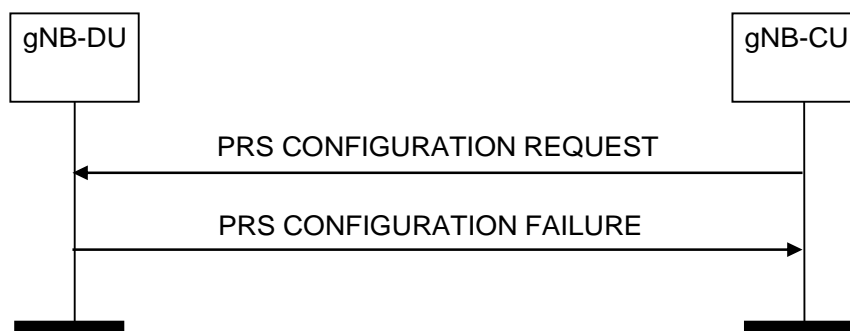 gNB-DU
gNB-CU
PRS CONFIGURATION REQUEST
PRS CONFIGURATION FAILURE